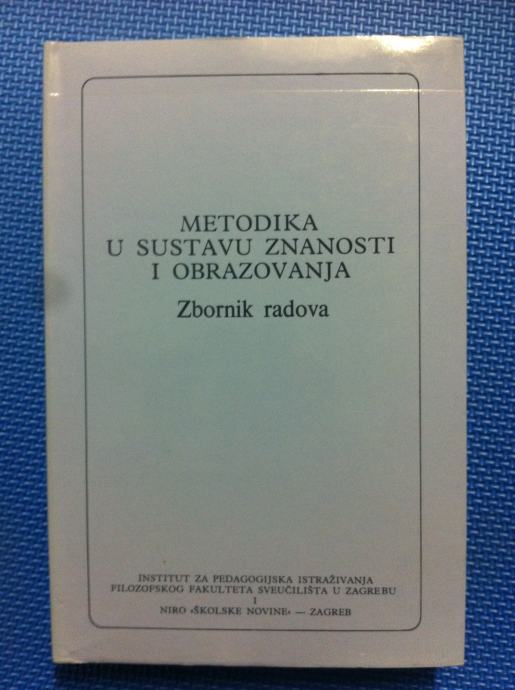 METODIKA
U SUSTAVU ZNANOSTI
I OBRAZOVANJA
Zbornik radova
INSTITUT ZA PEDAGOGIJSKA ISTRAŽIVANJA
FILOZOFSKOG FAKULTETA SVEUČILIŠTA U ZAGREBU
I
NIRO »ŠKOLSKE NOVINE« — ZAGREB